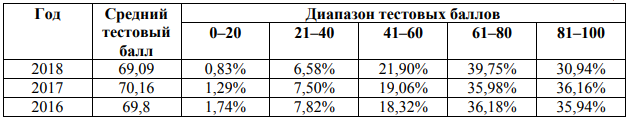 Год Средний тестовый балл Диапазон тестовых баллов
0–20 21–40 41–60 61–80 81–100
2018 69,09 0,83% 6,58% 21,90% 39,75% 30,94%
2017 70,16 1,29% 7,50% 19,06% 35,98% 36,16%
2016 69,8 1,74% 7,82% 18,32% 36,18% 35,94%